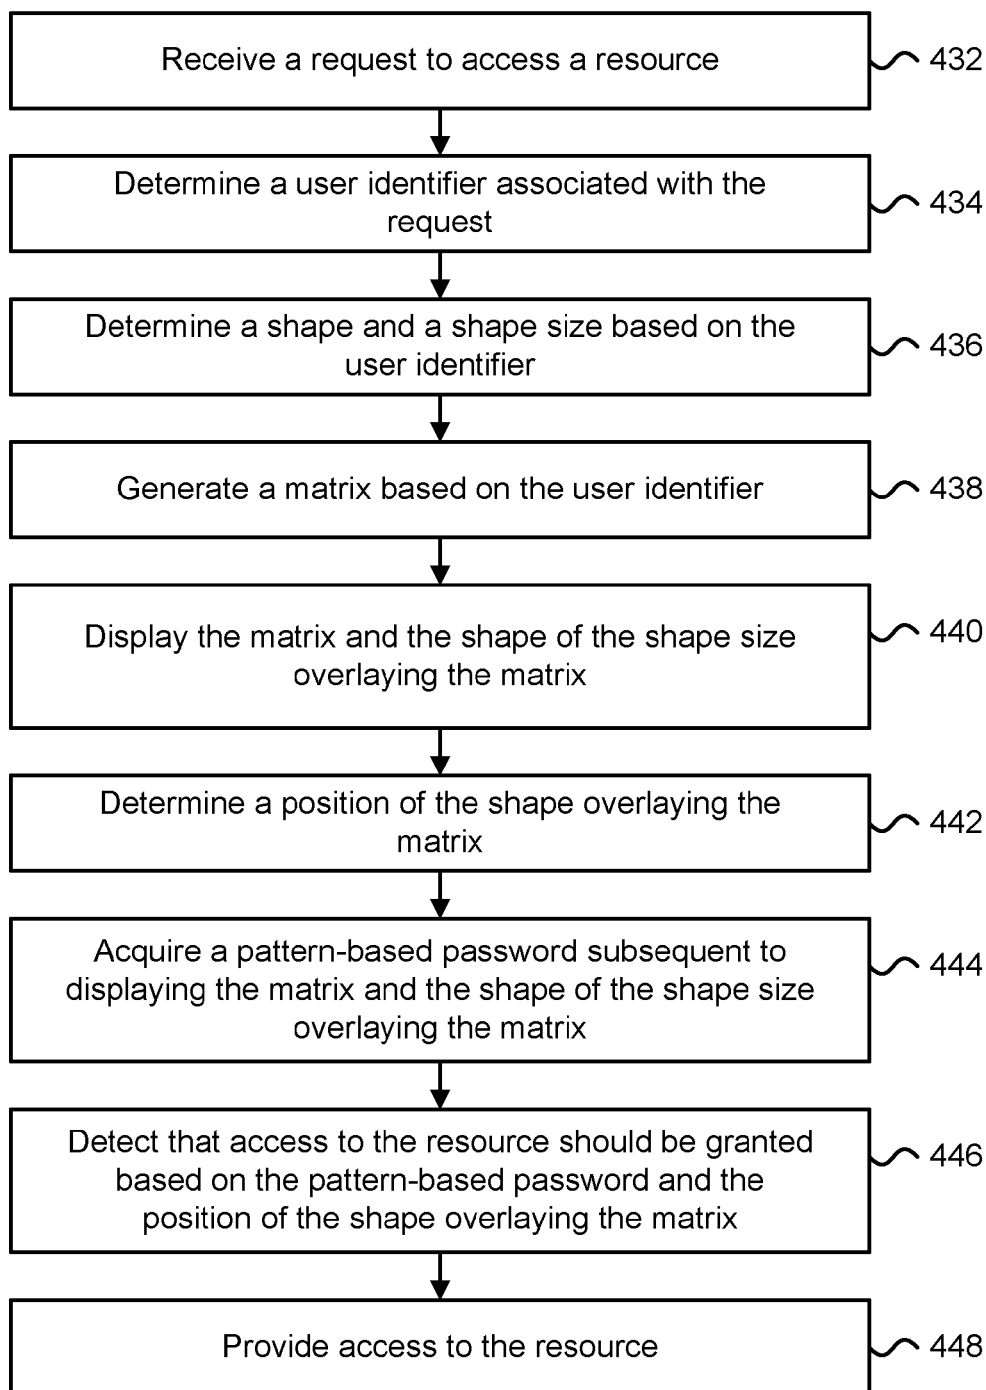 Receive a request to access a resource
432
Determine a user identifier associated with the
request
434
Determine a shape and a shape size based on the
user identifier
436
Generate a matrix based on the user identifier
438
Display the matrix and the shape of the shape size
overlaying the matrix
440
Determine a position of the shape overlaying the
matrix
442
Acquire a pattern-based password subsequent to
displaying the matrix and the shape of the shape size
overlaying the matrix
444
Detect that access to the resource should be granted
based on the pattern-based password and the
position of the shape overlaying the matrix
446
Provide access to the resource
448